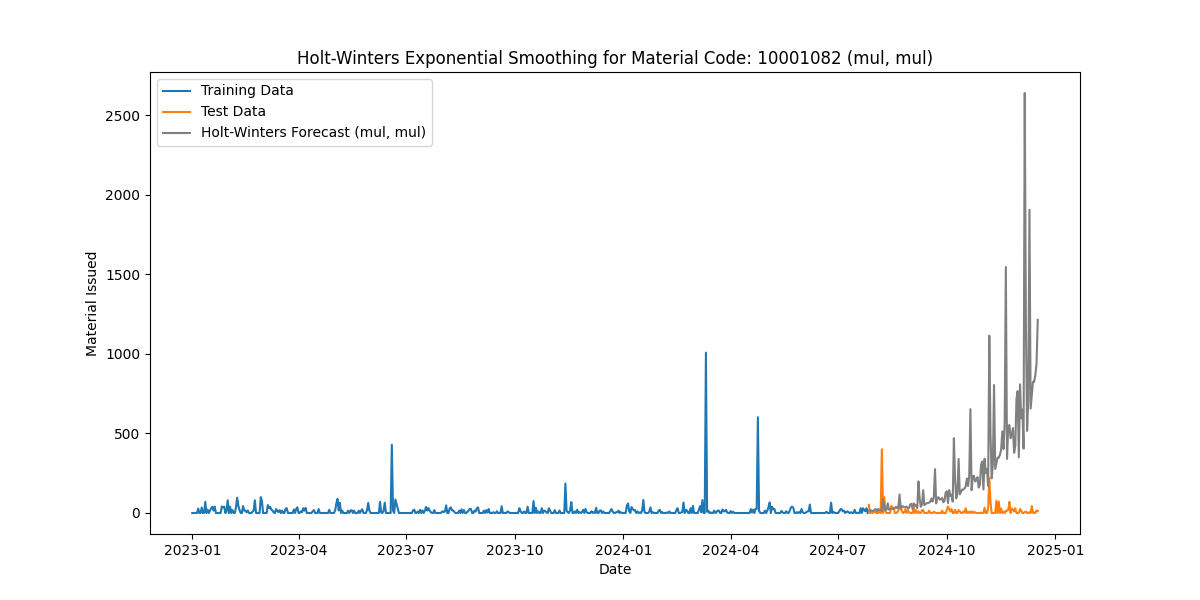 Holt-Winters Exponential Smoothing for Material Code: 10001082 (mul, mul)
Training Data
Test Data
Holt-Winters Forecast (mul, mul)
Material Issued
2500
2000
1500
1000
500
0
2023-01 2023-04 2023-07 2023-10 2024-01 2024-04 2024-07 2024-10 2025-01
Date